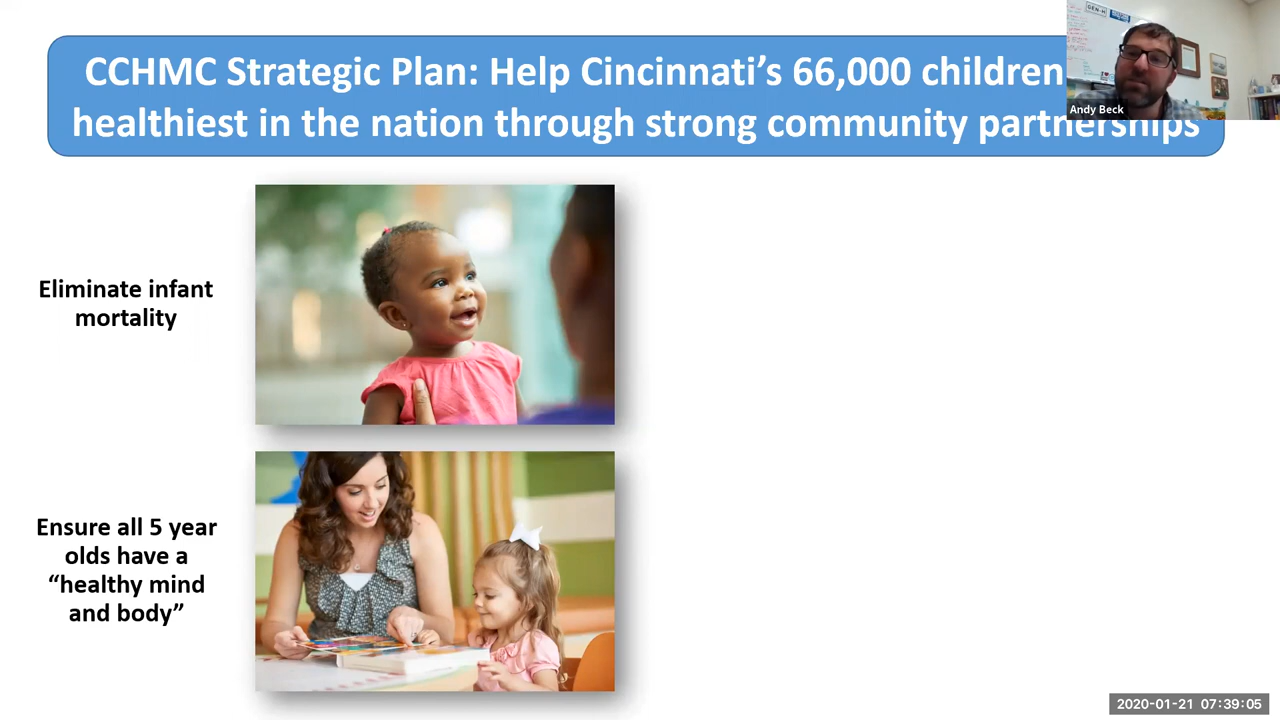 CCHMC Strategic Plan: Help Cincinnati’s 66,000 children
healthiest in the nation through strong community partnerships
GEN-H
Andy Beck
Eliminate infant
mortality
Ensure all 5 year
olds have a
“healthy mind
and body”
2020-01-21 07:39:05